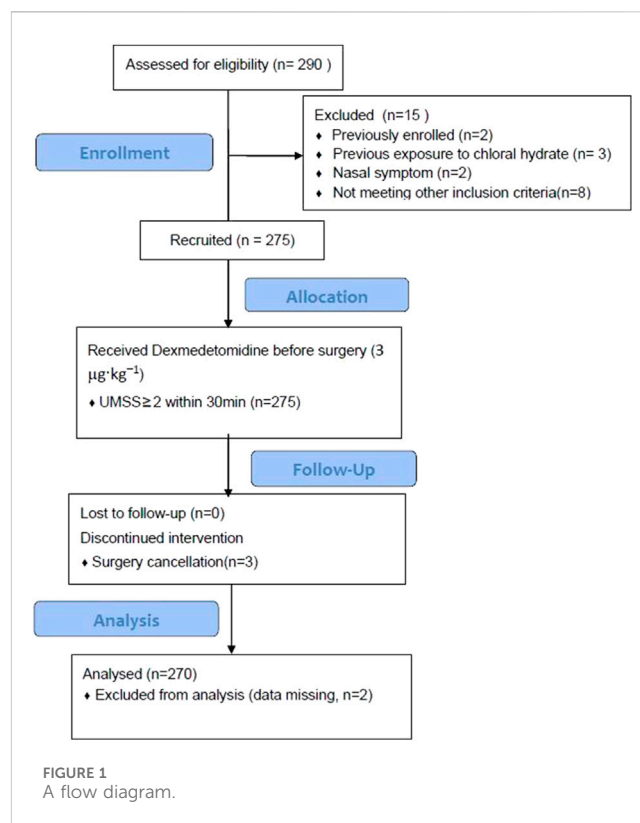 Assessed for eligibility (n= 290 )
Excluded (n=15 )
♦ Previously enrolled (n=2)
♦ Previous exposure to chloral hydrate (n= 3)
♦ Nasal symptom (n=2)
♦ Not meeting other inclusion criteria(n=8)
Enrollment
Recruited (n = 275)
Allocation
Received Dexmedetomidine before surgery (3
μg·kg⁻¹)
♦ UMSS≧2 within 30min (n=275)
Follow-Up
Lost to follow-up (n=0)
Discontinued intervention
♦ Surgery cancellation(n=3)
Analysis
Analysed (n=270)
♦ Excluded from analysis (data missing, n=2)
FIGURE 1
A flow diagram.